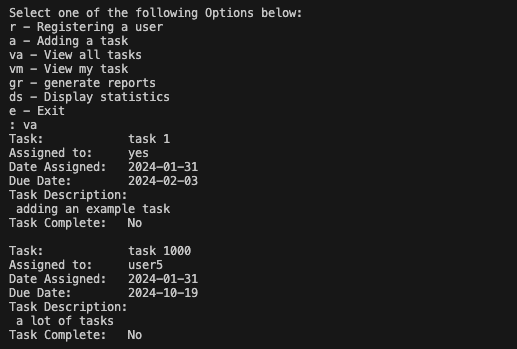 Select one of the following Options below:
r - Registering a user
a - Adding a task
va - View all tasks
vm - View my task
gr - generate reports
ds - Display statistics
e - Exit
: va
Task:            task 1
Assigned to:     yes
Date Assigned:   2024-01-31
Due Date:        2024-02-03
Task Description:
 adding an example task
Task Complete:   No

Task:            task 1000
Assigned to:     user5
Date Assigned:   2024-01-31
Due Date:        2024-10-19
Task Description:
 a lot of tasks
Task Complete:   No